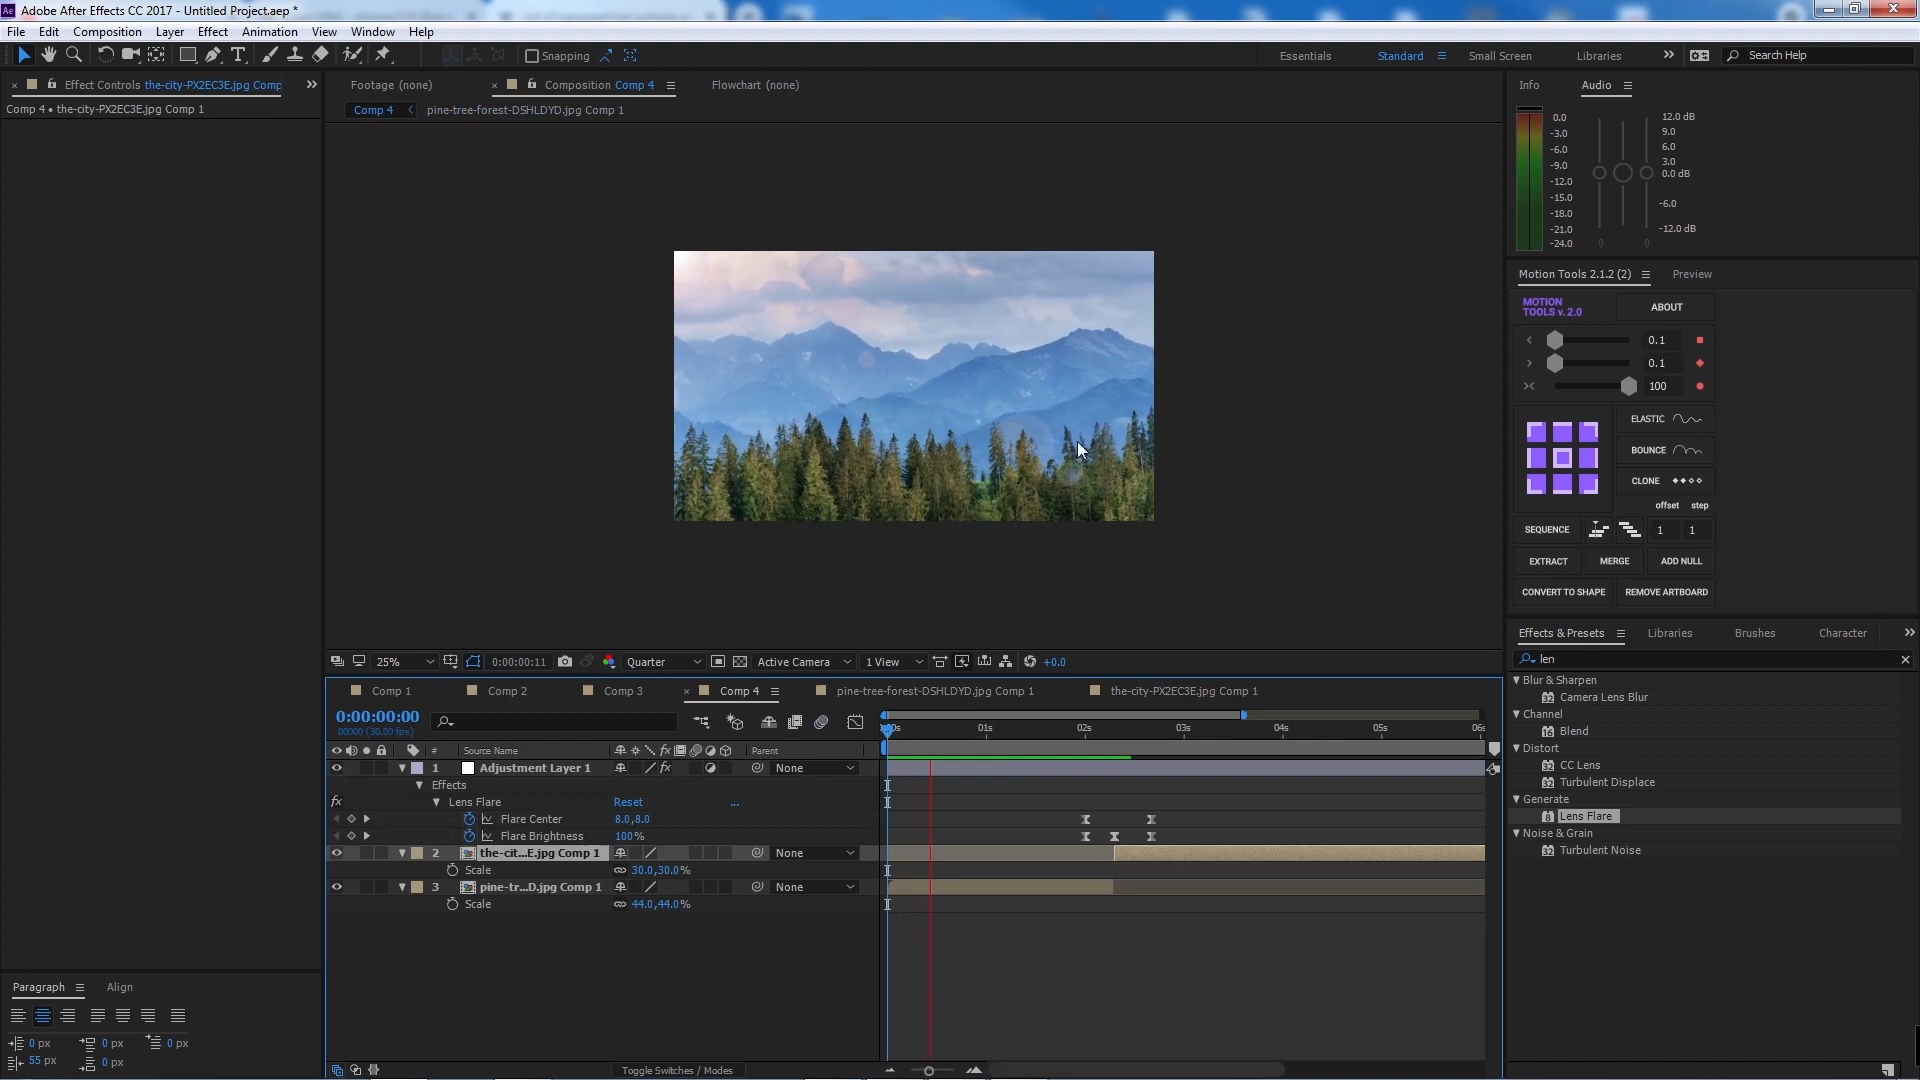 Adobe After Effects CC 2017 - Untitled Project.aep *
File Edit Composition Layer Effect Animation View Window Help
Snapping
Essentials Standard Small Screen Libraries Search Help
Effect Controls the-city-PX2EC3E.jpg Comp
Comp 4 • the-city-PX2EC3E.jpg Comp 1
Footage (none) Composition Comp 4 Flowchart (none)
Comp 4 pine-tree-forest-DSHLDYD.jpg Comp 1
Info Audio
0.0
-3.0
-6.0
-9.0
-12.0
-15.0
-18.0
-21.0
-24.0
12.0 dB
9.0
6.0
3.0
0.0 dB
-6.0
-12.0 dB
0 0
Motion Tools 2.1.2 (2) Preview
MOTION
TOOLS v. 2.0
ABOUT
0.1
0.1
100
ELASTIC
BOUNCE
CLONE
offset step
SEQUENCE 1 1
EXTRACT MERGE ADD NULL
CONVERT TO SHAPE REMOVE ARTBOARD
Effects & Presets Libraries Brushes Character
len
Blur & Sharpen
32 Camera Lens Blur
Channel
16 Blend
Distort
32 CC Lens
32 Turbulent Displace
Generate
8 Lens Flare
Noise & Grain
32 Turbulent Noise
25% 0:00:00:11 Quarter Active Camera 1 View +0.0
Comp 1 Comp 2 Comp 3 Comp 4 pine-tree-forest-DSHLDYD.jpg Comp 1 the-city-PX2EC3E.jpg Comp 1
0:00:00:00
00000 (30.00 fps)
01s 02s 03s 04s 05s 06s
# Source Name fx Parent
1 Adjustment Layer 1 fx None
Effects
fx Lens Flare Reset ...
Flare Center 8.0,8.0
Flare Brightness 100%
2 the-cit...E.jpg Comp 1 None
Scale 30.0,30.0%
3 pine-tr...D.jpg Comp 1 None
Scale 44.0,44.0%
Toggle Switches / Modes
Paragraph Align
0 px 0 px 0 px
55 px 0 px